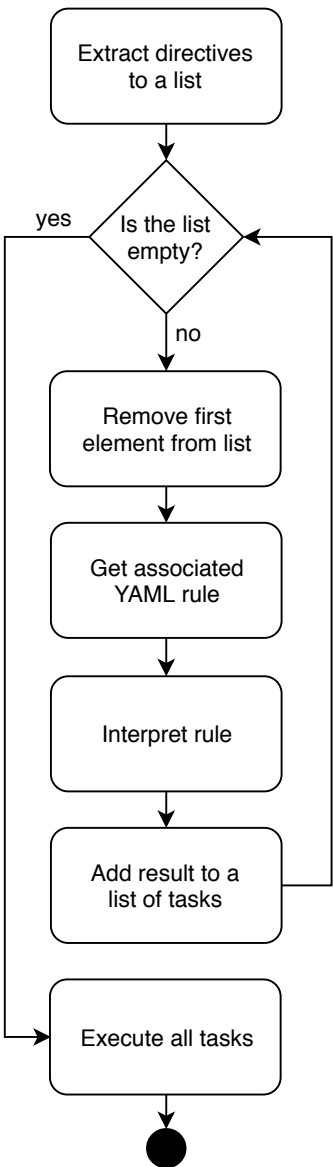 Extract directives
to a list
yes
Is the list
empty?
no
Remove first
element from list
Get associated
YAML rule
Interpret rule
Add result to a
list of tasks
Execute all tasks